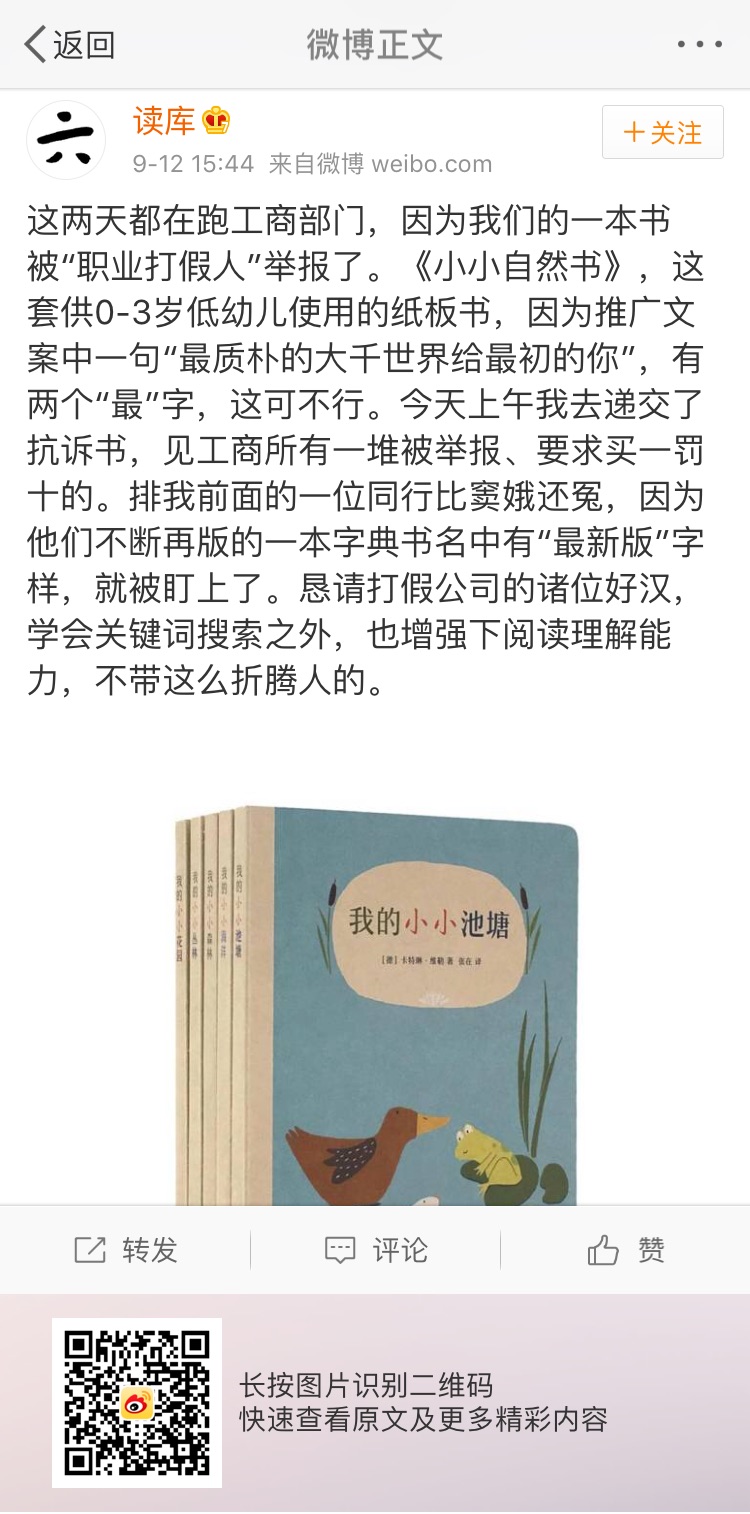 返回
微博正文
六
读库
9-12 15:44 来自微博 weibo.com
+关注
这两天都在跑工商部门，因为我们的一本书
被“职业打假人”举报了。《小小自然书》，这
套供0-3岁低幼儿使用的纸板书，因为推广文
案中一句“最质朴的大千世界给最初的你”，有
两个“最”字，这可不行。今天上午我去递交了
抗诉书，见工商所有一堆被举报、要求买一罚
十的。排我前面的一位同行比窦娥还冤，因为
他们不断再版的一本字典书名中有“最新版”字
样，就被盯上了。恳请打假公司的诸位好汉，
学会关键词搜索之外，也增强下阅读理解能
力，不带这么折腾人的。
我的小小花园
我的小小丛林
我的小小森林
我的小小海洋
我的小小池塘
我的小小池塘
[德] 卡特琳·维勒 著 张在 译
转发
评论
赞
长按图片识别二维码
快速查看原文及更多精彩内容